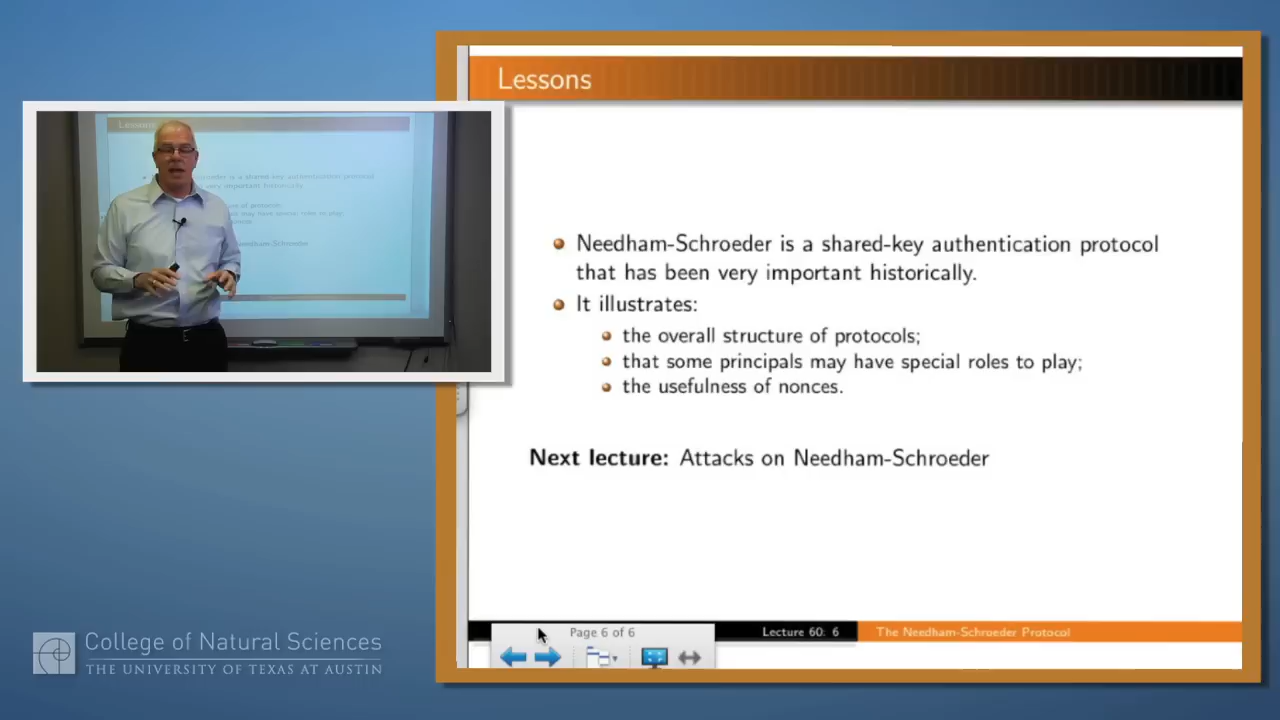 Lessons
Needham-Schroeder is a shared-key authentication protocol
that has been very important historically.
It illustrates:
the overall structure of protocols;
that some principals may have special roles to play;
the usefulness of nonces.
Next lecture: Attacks on Needham-Schroeder
Page 6 of 6
Lecture 60: 6
The Needham-Schroeder Protocol
College of Natural Sciences
THE UNIVERSITY OF TEXAS AT AUSTIN